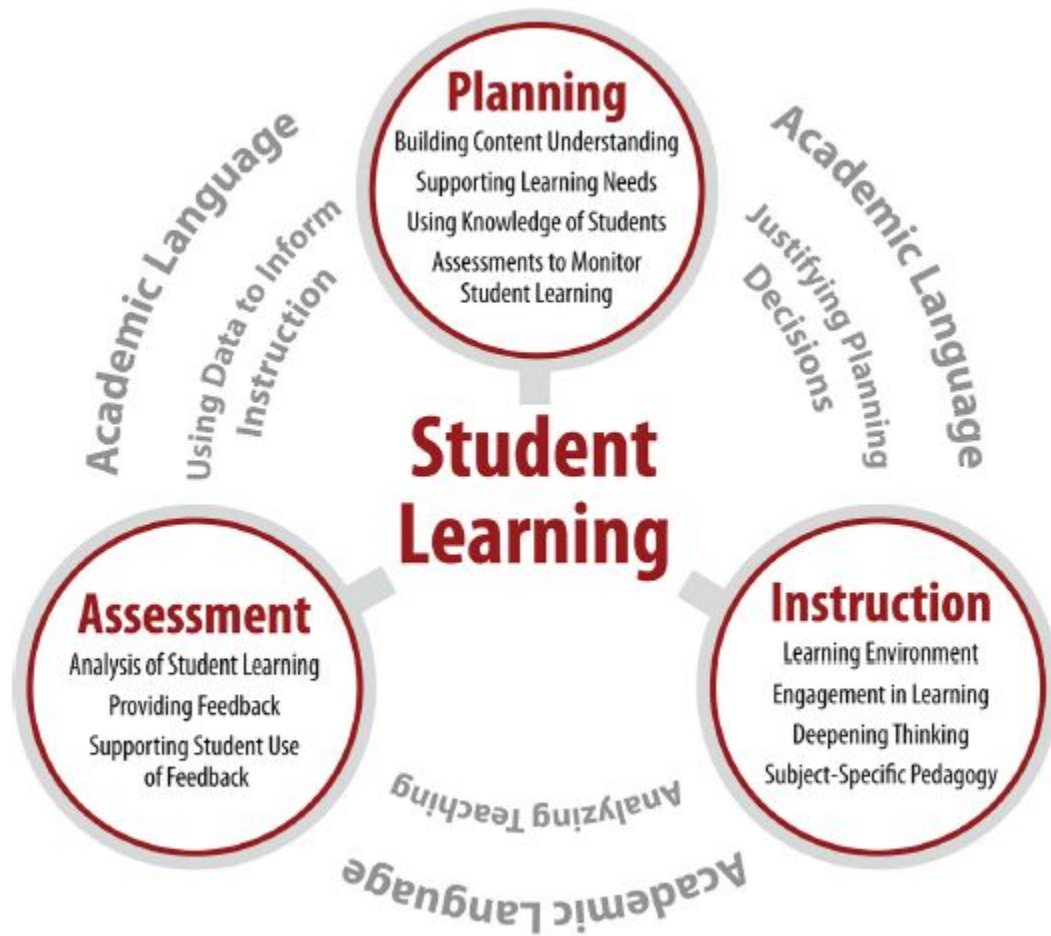 Planning
Building Content Understanding
Supporting Learning Needs
Using Knowledge of Students
Assessments to Monitor
Student Learning
Academic Language
Using Data to Inform
Instruction
Academic Language
Justifying Planning
Decisions
Student
Learning
Assessment
Analysis of Student Learning
Providing Feedback
Supporting Student Use
of Feedback
Instruction
Learning Environment
Engagement in Learning
Deepening Thinking
Subject-Specific Pedagogy
Analyzing Teaching
Academic Language